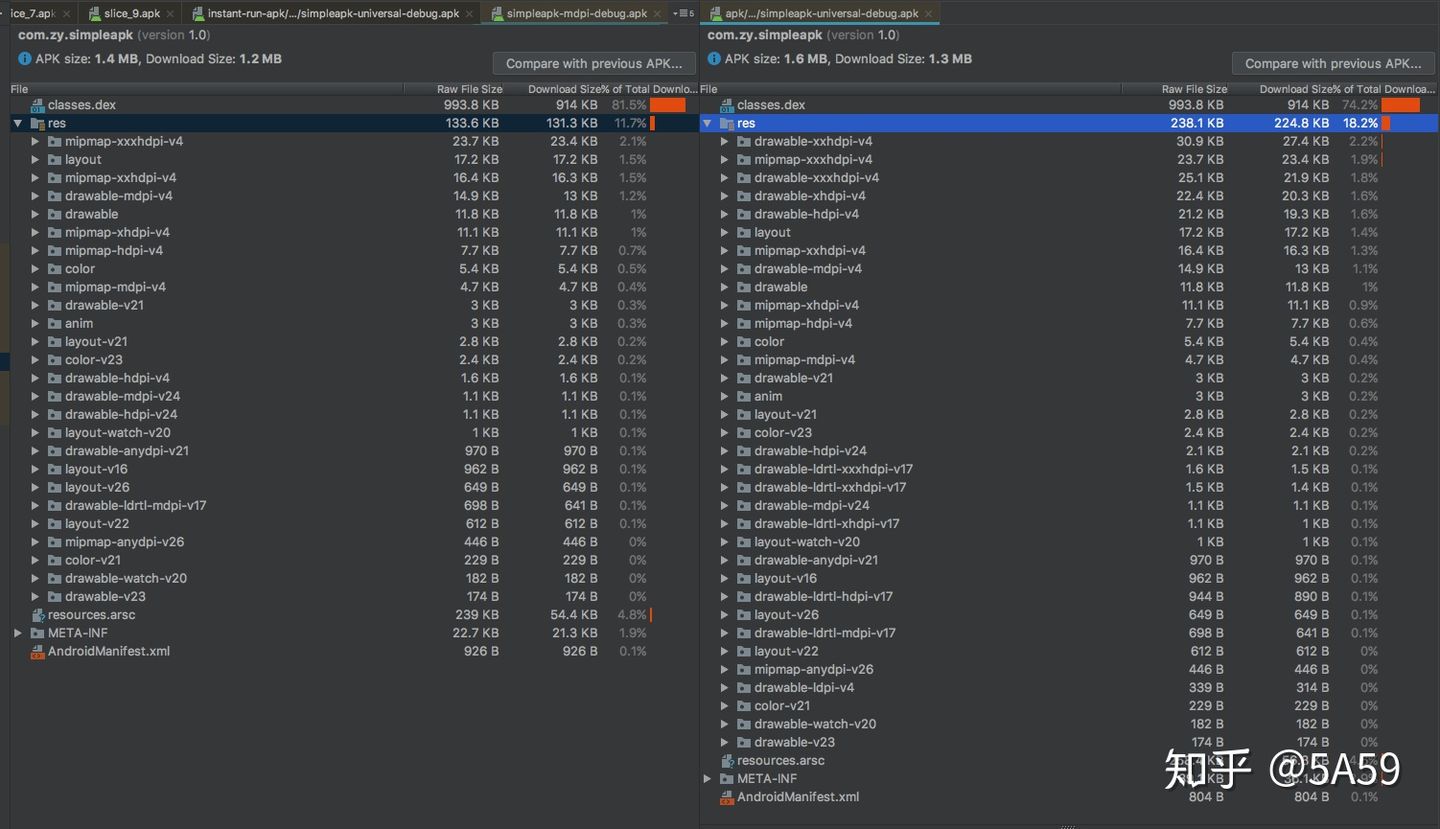 ice_7.apk slice_9.apk instant-run-apk/.../simpleapk-universal-debug.apk simpleapk-mdpi-debug.apk 5
com.zy.simpleapk (version 1.0)
APK size: 1.4 MB, Download Size: 1.2 MB
Compare with previous APK...
File Raw File Size Download Size% of Total Downlo...
classes.dex 993.8 KB 914 KB 81.5%
res 133.6 KB 131.3 KB 11.7%
mipmap-xxxhdpi-v4 23.7 KB 23.4 KB 2.1%
layout 17.2 KB 17.2 KB 1.5%
mipmap-xxhdpi-v4 16.4 KB 16.3 KB 1.5%
drawable-mdpi-v4 14.9 KB 13 KB 1.2%
drawable 11.8 KB 11.8 KB 1%
mipmap-xhdpi-v4 11.1 KB 11.1 KB 1%
mipmap-hdpi-v4 7.7 KB 7.7 KB 0.7%
color 5.4 KB 5.4 KB 0.5%
mipmap-mdpi-v4 4.7 KB 4.7 KB 0.4%
drawable-v21 3 KB 3 KB 0.3%
anim 3 KB 3 KB 0.3%
layout-v21 2.8 KB 2.8 KB 0.2%
color-v23 2.4 KB 2.4 KB 0.2%
drawable-hdpi-v4 1.6 KB 1.6 KB 0.1%
drawable-mdpi-v24 1.1 KB 1.1 KB 0.1%
drawable-hdpi-v24 1.1 KB 1.1 KB 0.1%
layout-watch-v20 1 KB 1 KB 0.1%
drawable-anydpi-v21 970 B 970 B 0.1%
layout-v16 962 B 962 B 0.1%
layout-v26 649 B 649 B 0.1%
drawable-ldrtl-mdpi-v17 698 B 641 B 0.1%
layout-v22 612 B 612 B 0.1%
mipmap-anydpi-v26 446 B 446 B 0%
color-v21 229 B 229 B 0%
drawable-watch-v20 182 B 182 B 0%
drawable-v23 174 B 174 B 0%
resources.arsc 239 KB 54.4 KB 4.8%
META-INF 22.7 KB 21.3 KB 1.9%
AndroidManifest.xml 926 B 926 B 0.1%
apk/.../simpleapk-universal-debug.apk
com.zy.simpleapk (version 1.0)
APK size: 1.6 MB, Download Size: 1.3 MB
Compare with previous APK...
File Raw File Size Download Size% of Total Downloa...
classes.dex 993.8 KB 914 KB 74.2%
res 238.1 KB 224.8 KB 18.2%
drawable-xxhdpi-v4 30.9 KB 27.4 KB 2.2%
mipmap-xxxhdpi-v4 23.7 KB 23.4 KB 1.9%
drawable-xxxhdpi-v4 25.1 KB 21.9 KB 1.8%
drawable-xhdpi-v4 22.4 KB 20.3 KB 1.6%
drawable-hdpi-v4 21.2 KB 19.3 KB 1.6%
layout 17.2 KB 17.2 KB 1.4%
mipmap-xxhdpi-v4 16.4 KB 16.3 KB 1.3%
drawable-mdpi-v4 14.9 KB 13 KB 1.1%
drawable 11.8 KB 11.8 KB 1%
mipmap-xhdpi-v4 11.1 KB 11.1 KB 0.9%
mipmap-hdpi-v4 7.7 KB 7.7 KB 0.6%
color 5.4 KB 5.4 KB 0.4%
mipmap-mdpi-v4 4.7 KB 4.7 KB 0.4%
drawable-v21 3 KB 3 KB 0.2%
anim 3 KB 3 KB 0.2%
layout-v21 2.8 KB 2.8 KB 0.2%
color-v23 2.4 KB 2.4 KB 0.2%
drawable-hdpi-v24 2.1 KB 2.1 KB 0.2%
drawable-ldrtl-xxxhdpi-v17 1.6 KB 1.5 KB 0.1%
drawable-ldrtl-xxhdpi-v17 1.5 KB 1.4 KB 0.1%
drawable-mdpi-v24 1.1 KB 1.1 KB 0.1%
drawable-ldrtl-xhdpi-v17 1.1 KB 1 KB 0.1%
layout-watch-v20 1 KB 1 KB 0.1%
drawable-anydpi-v21 970 B 970 B 0.1%
layout-v16 962 B 962 B 0.1%
drawable-ldrtl-hdpi-v17 944 B 890 B 0.1%
layout-v26 649 B 649 B 0.1%
drawable-ldrtl-mdpi-v17 698 B 641 B 0.1%
layout-v22 612 B 612 B 0%
mipmap-anydpi-v26 446 B 446 B 0%
drawable-ldpi-v4 339 B 314 B 0%
color-v21 229 B 229 B 0%
drawable-watch-v20 182 B 182 B 0%
drawable-v23 174 B 174 B 0%
resources.arsc
META-INF
AndroidManifest.xml 804 B 804 B 0.1%
知乎 @5A59